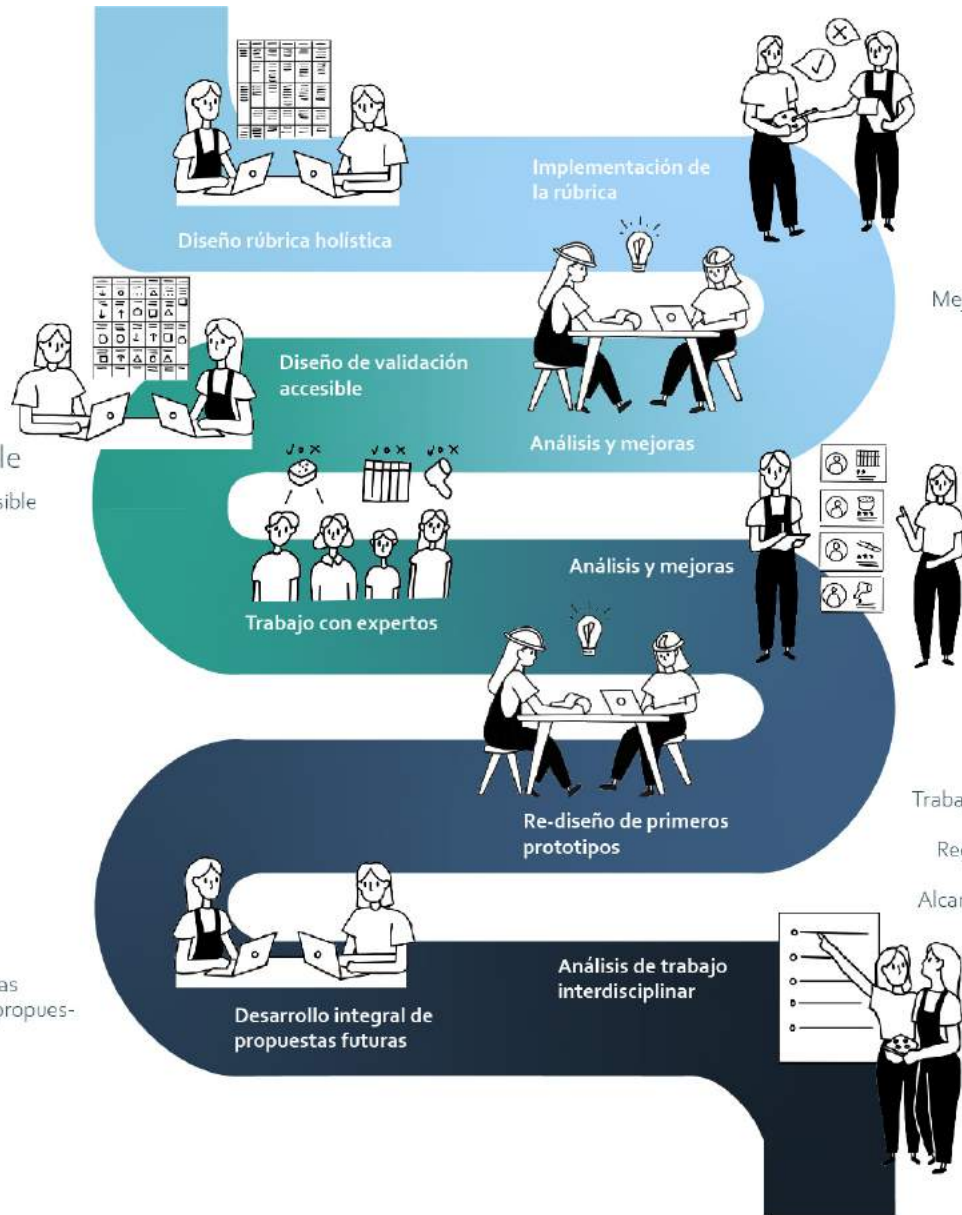 Implementación de
la rúbrica
Diseño rúbrica holística
Diseño de validación
accesible
Análisis y mejoras
Análisis y mejoras
Trabajo con expertos
Re-diseño de primeros
prototipos
Análisis de trabajo
interdisciplinar
Desarrollo integral de
propuestas futuras